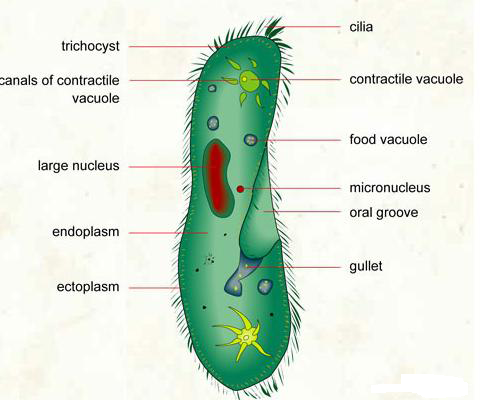 cilia
trichocyst
canals of contractile
vacuole
contractile vacuole
food vacuole
large nucleus
micronucleus
oral groove
endoplasm
gullet
ectoplasm